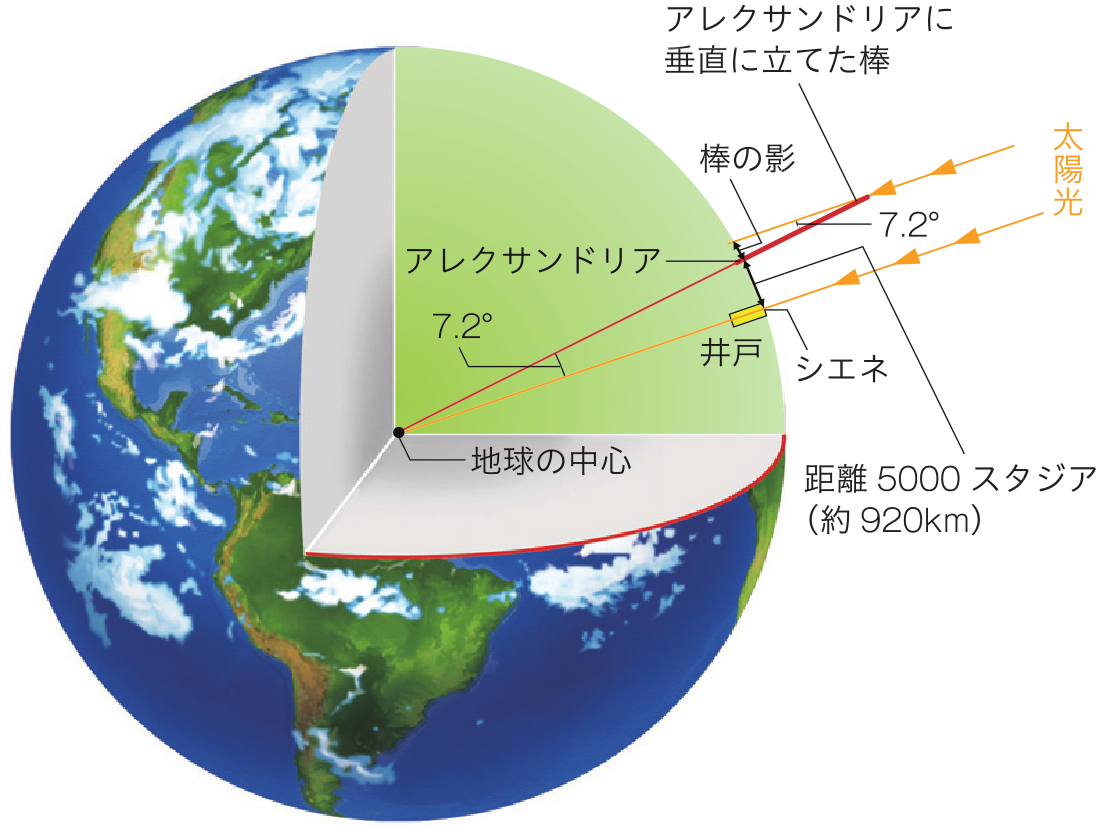 アレクサンドリアに
垂直に立てた棒
太陽光
棒の影
7.2°
アレクサンドリア
7.2°
井戸
シエネ
地球の中心
距離 5000 スタジア
（約 920km）